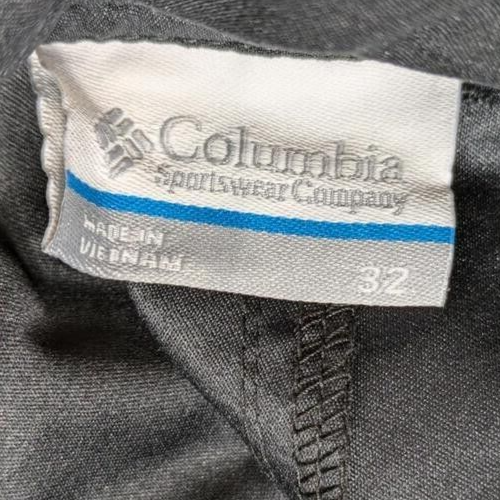 Columbia
Sportswear Company
MADE IN
VIETNAM
32